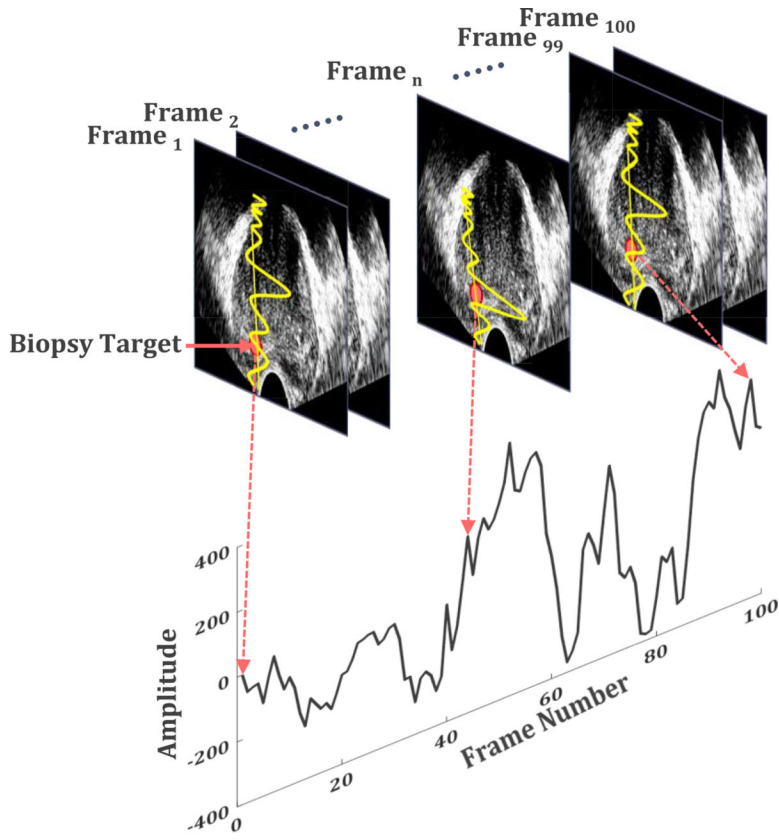 Frame 100
Frame 99
Frame n
Frame 2
Frame 1
Biopsy Target
400
200
0
-200
-400
Amplitude
0
20
40
60
80
100
Frame Number